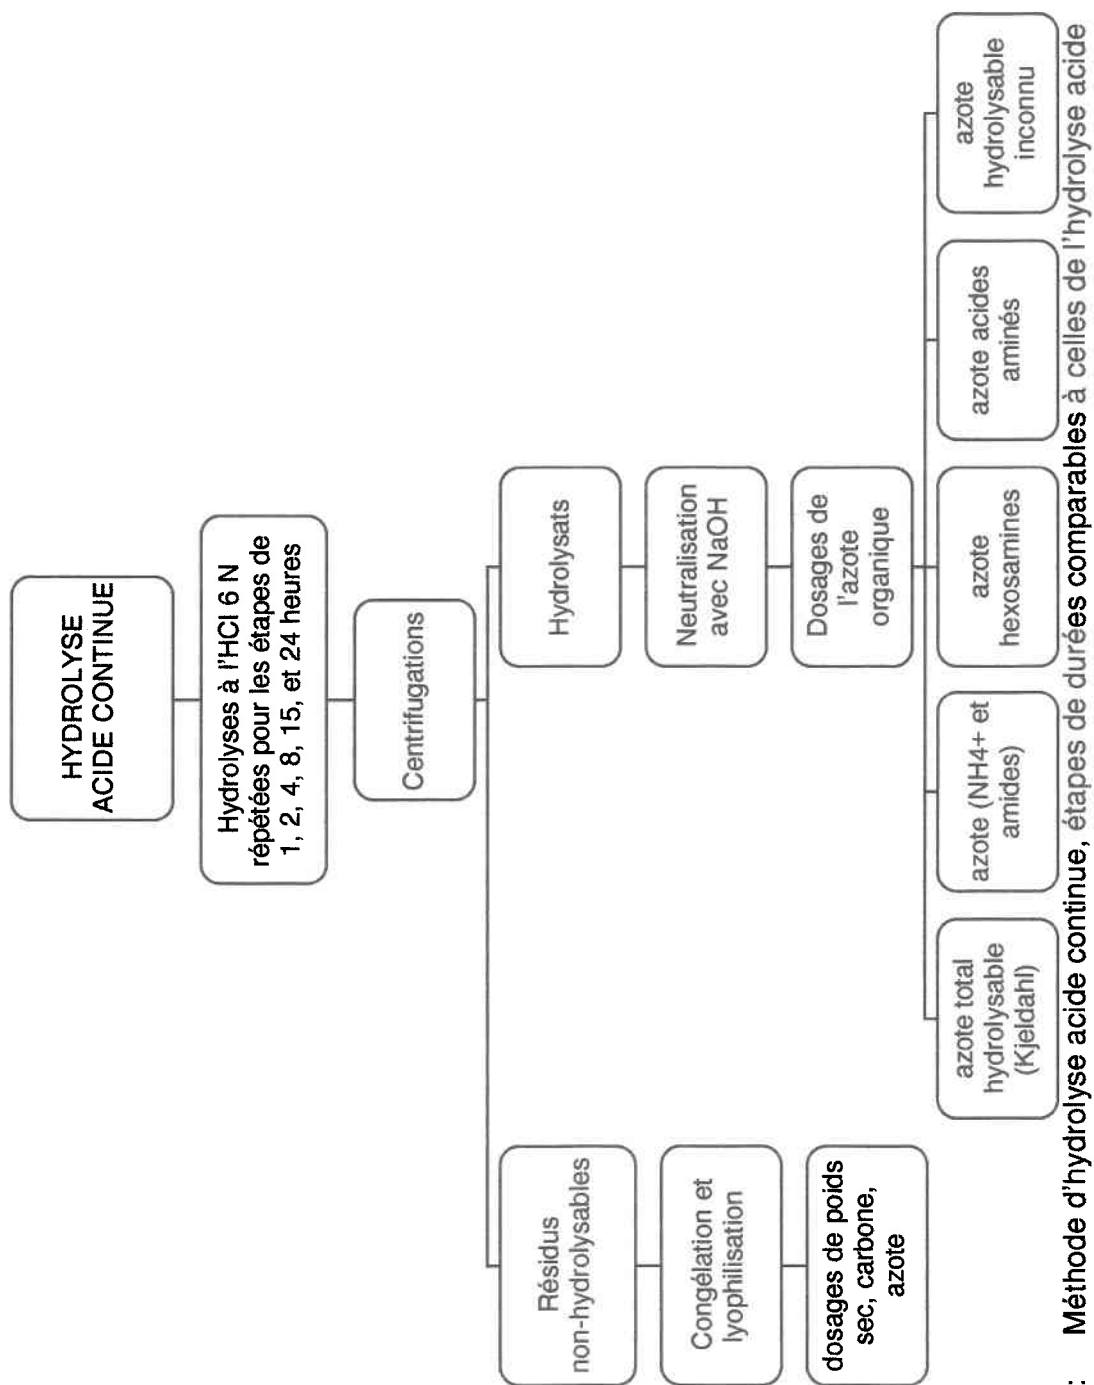 HYDROLYSE
ACIDE CONTINUE
Hydrolyses à l'HCl 6 N
répétées pour les étapes de
1, 2, 4, 8, 15, et 24 heures
Centrifugations
Résidus
non-hydrolysables
Congélation et
lyophilisation
dosages de poids
sec, carbone,
azote
Hydrolysats
Neutralisation
avec NaOH
Dosages de
l'azote
organique
azote total
hydrolysable
(Kjeldahl)
azote (NH4+ et
amides)
azote
hexosamines
azote acides
aminés
azote
hydrolysable
inconnu
: Méthode d'hydrolyse acide continue, étapes de durées comparables à celles de l'hydrolyse acide